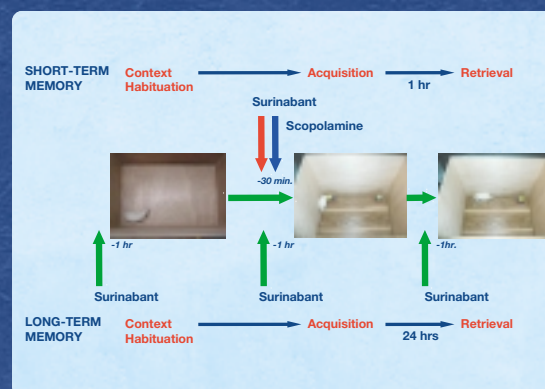 SHORT-TERM MEMORY
Context Habituation
Acquisition
1 hr
Retrieval
Surinabant
Scopolamine
-30 min.
-1 hr
-1 hr
-1hr.
Surinabant
Surinabant
Surinabant
LONG-TERM MEMORY
Context Habituation
Acquisition
24 hrs
Retrieval